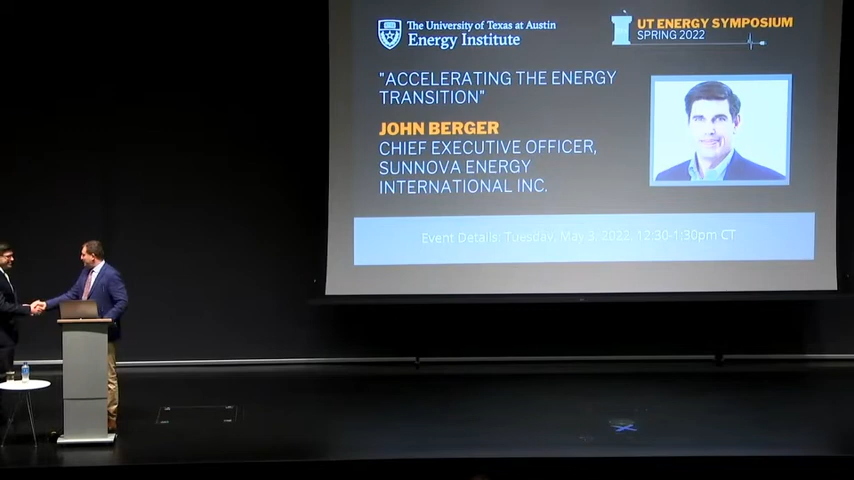 The University of Texas at Austin
Energy Institute
UT ENERGY SYMPOSIUM
SPRING 2022
"ACCELERATING THE ENERGY
TRANSITION"
JOHN BERGER
CHIEF EXECUTIVE OFFICER,
SUNNOVA ENERGY
INTERNATIONAL INC.
Event Details: Tuesday, May 3, 2022, 12:30-1:30pm CT